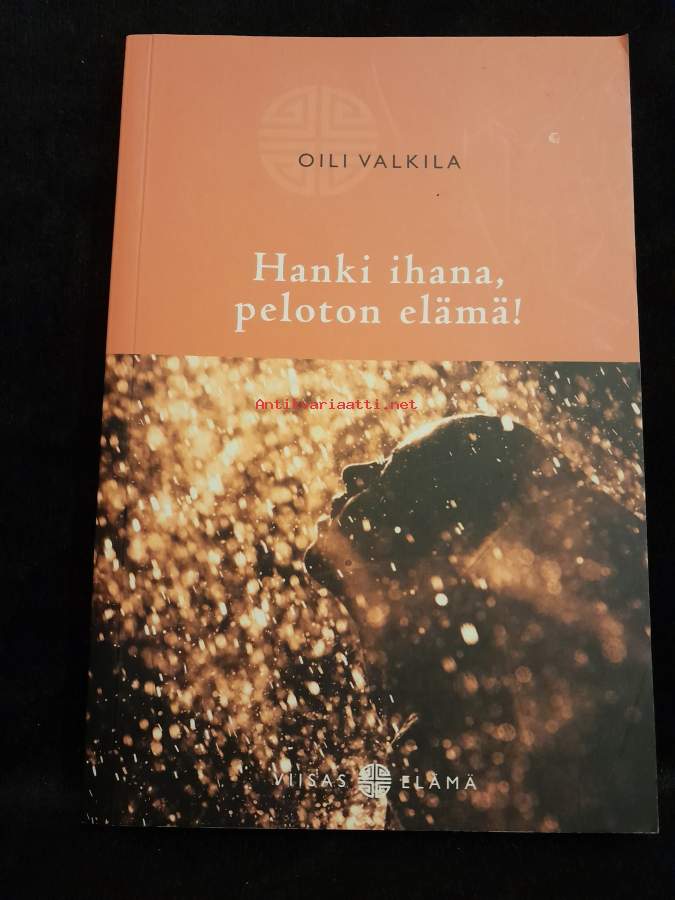 OILI VALKILA
Hanki ihana,
peloton elämä!
Antikvariaatti.net
VIISAS ELÄMÄ